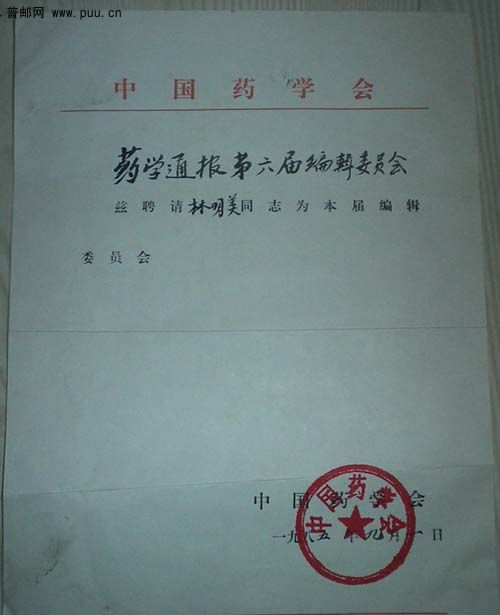 普邮网 www.puu.cn
中国药学会
药学通报第六届编辑委员会
兹聘请林明美同志为本届编辑
委员会
中国药学会
中国药学会
一九八五年九月一日